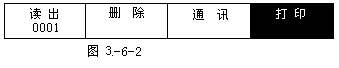 读 出 删 除 通 讯 打 印
0001
图 3.-6-2